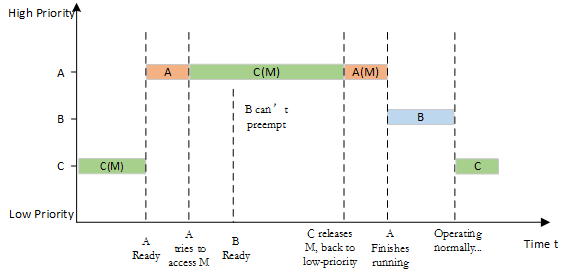 High Priority
A
A
C(M)
A(M)
B can't
preempt
B
B
C
C(M)
C
Low Priority
Time t
A
Ready
A
tries to
access M
B
Ready
C releases
M, back to
low-priority
A
Finishes
running
Operating
normally...